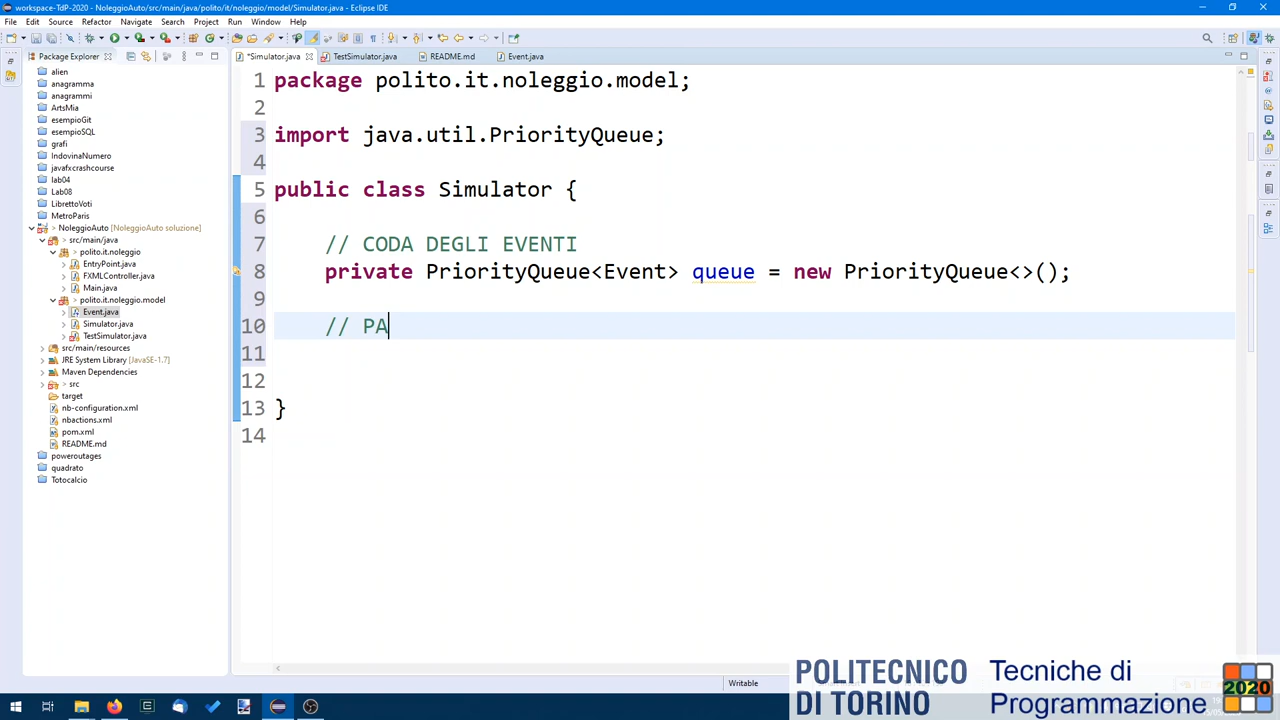 workspace-TdP-2020 - NoleggioAuto/src/main/java/polito/it/noleggio/model/Simulator.java - Eclipse IDE
File Edit Source Refactor Navigate Search Project Run Window Help
Package Explorer
*Simulator.java TestSimulator.java README.md Event.java
alien
anagramma
anagrammi
ArtsMia
esempioGit
esempioSQL
grafi
IndovinaNumero
javafxcrashcourse
lab04
Lab08
LibrettoVoti
MetroParis
NoleggioAuto [NoleggioAuto soluzione]
src/main/java
polito.it.noleggio
EntryPoint.java
FXMLController.java
Main.java
polito.it.noleggio.model
Event.java
Simulator.java
TestSimulator.java
src/main/resources
JRE System Library [JavaSE-1.7]
Maven Dependencies
src
target
nb-configuration.xml
nbactions.xml
pom.xml
README.md
poweroutages
quadrato
Totocalcio
1 package polito.it.noleggio.model;
2
3 import java.util.PriorityQueue;
4
5 public class Simulator {
6
7 // CODA DEGLI EVENTI
8 private PriorityQueue<Event> queue = new PriorityQueue<>();
9
10 // PA
11
12
13 }
14
Writable
POLITECNICO
DI TORINO
Tecniche di
Programmazione
2020